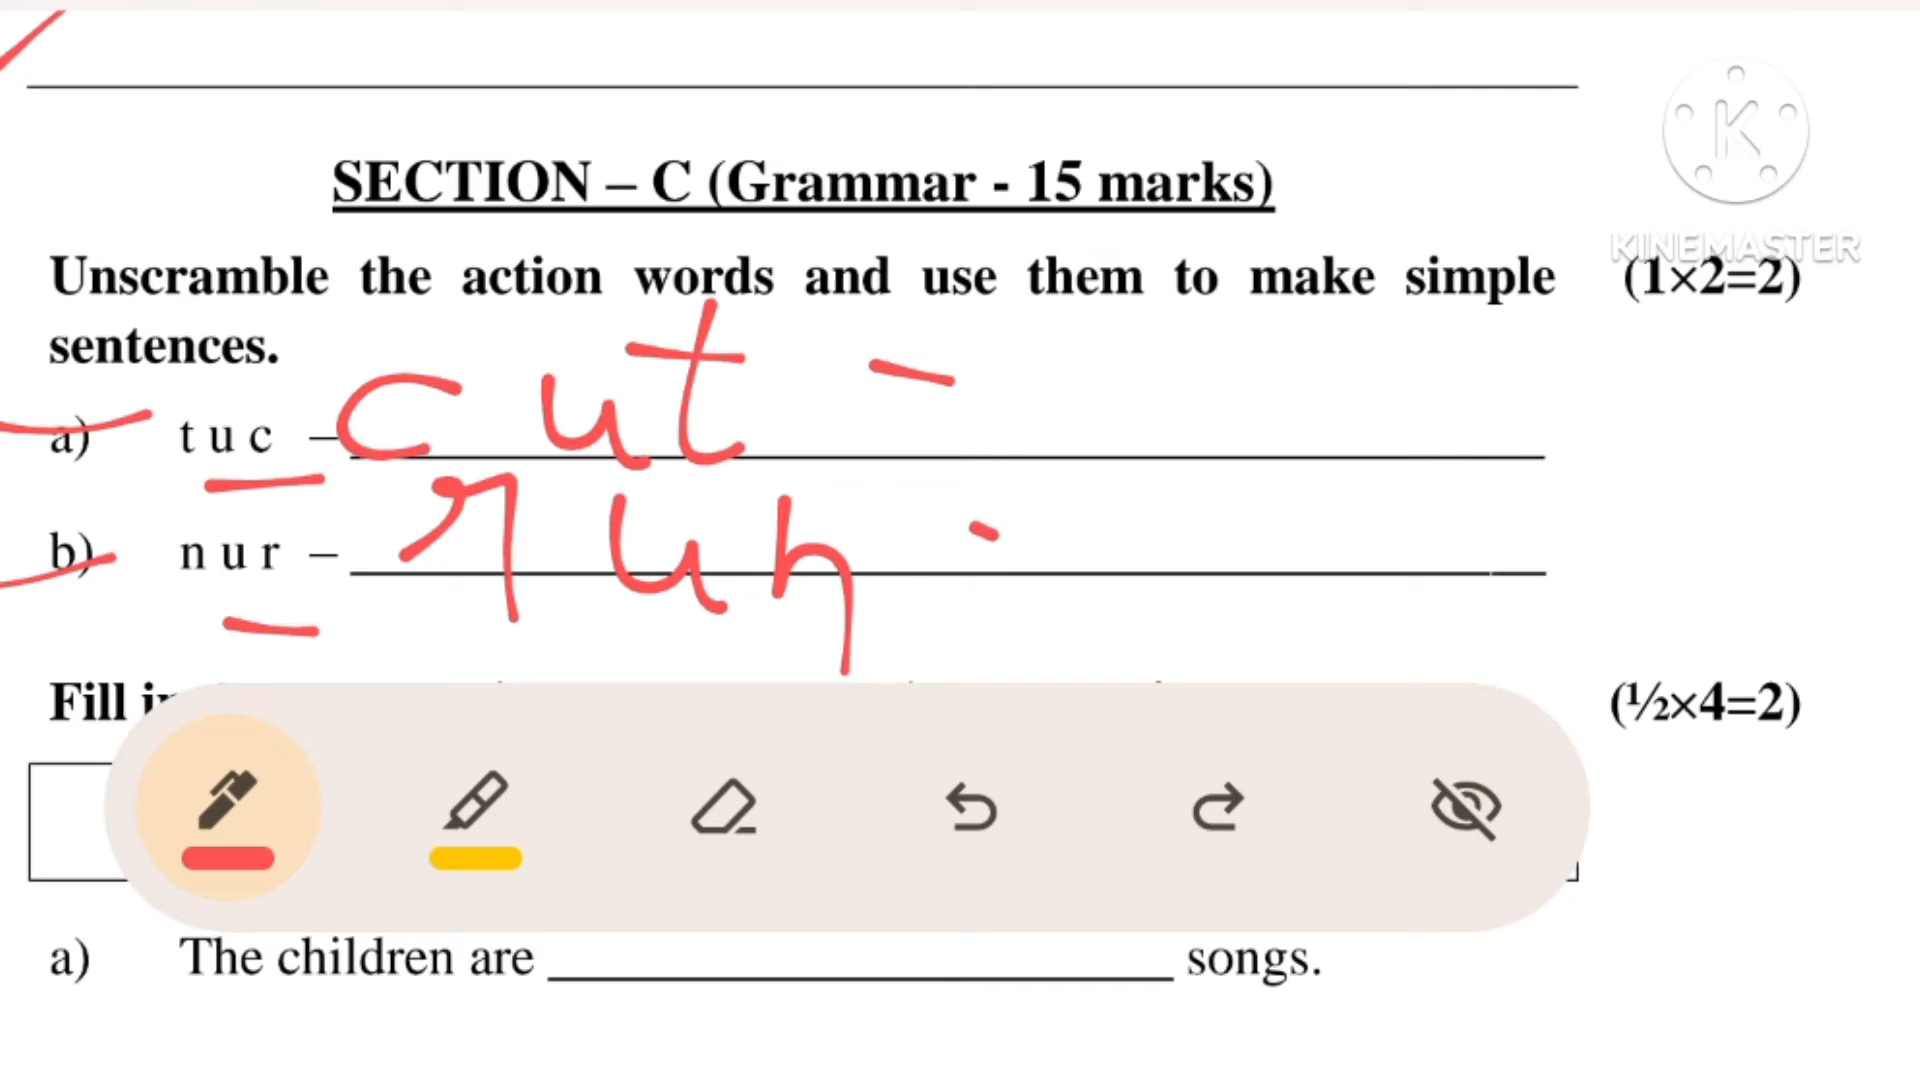 SECTION – C (Grammar - 15 marks)
KINEMASTER
Unscramble the action words and use them to make simple (1×2=2)
sentences.
a) t u c – cut –
b) n u r – run
Fill (½×4=2)
a) The children are ____________ songs.